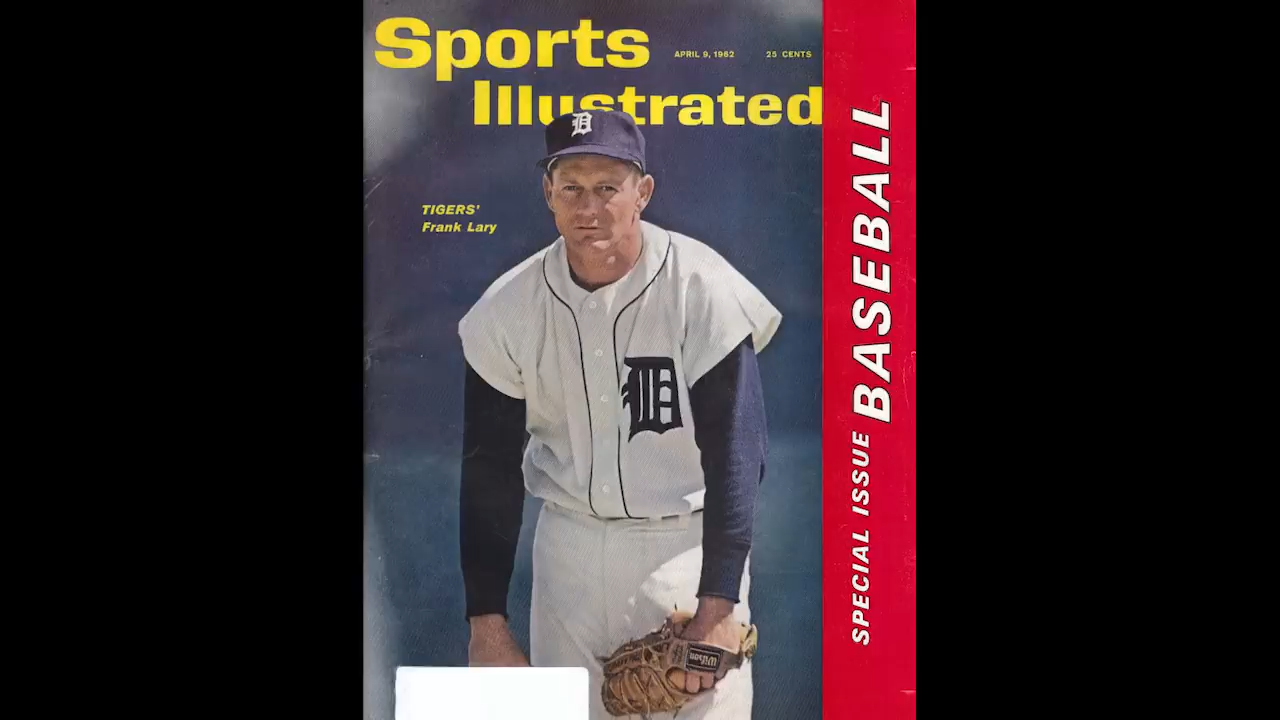 Sports
APRIL 9, 1962
25 CENTS
Illustrated
D
TIGERS'
Frank Lary
D
Wilson
SPECIAL ISSUE BASEBALL